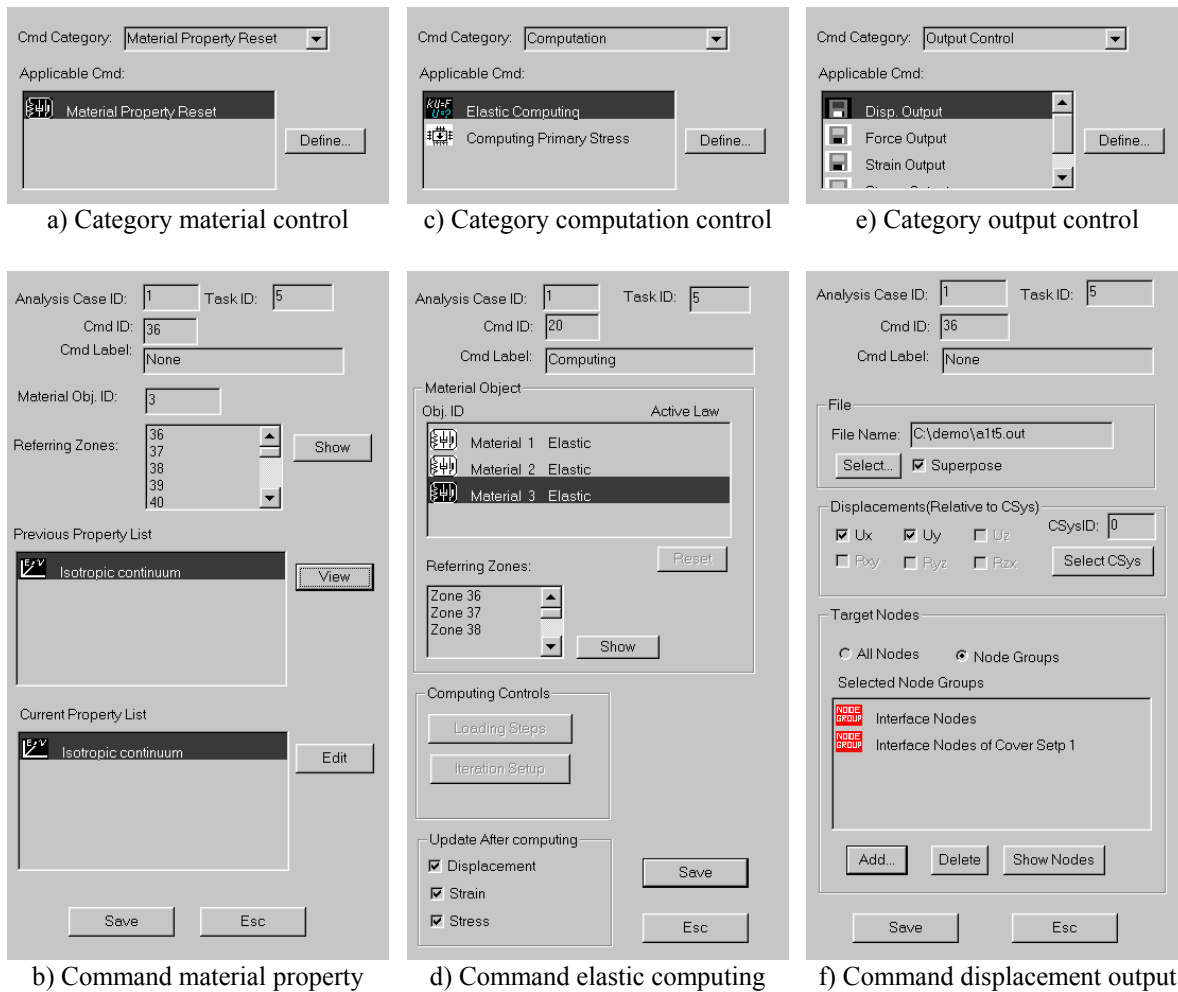 Cmd Category: Material Property Reset
Applicable Cmd:
Material Property Reset
Define...
a) Category material control
Cmd Category: Computation
Applicable Cmd:
KU=F
U=?
Elastic Computing
Computing Primary Stress
Define...
c) Category computation control
Cmd Category: Output Control
Applicable Cmd:
Disp. Output
Force Output
Strain Output
Define...
e) Category output control
Analysis Case ID: 1 Task ID: 5
Cmd ID: 36
Cmd Label: None
Material Obj. ID: 3
Referring Zones:
36
37
38
39
40
Show
Previous Property List
Isotropic continuum
View
Current Property List
Isotropic continuum
Edit
Save Esc
b) Command material property
Analysis Case ID: 1 Task ID: 5
Cmd ID: 20
Cmd Label: Computing
Material Object
Obj. ID Active Law
Material 1 Elastic
Material 2 Elastic
Material 3 Elastic
Reset
Referring Zones:
Zone 36
Zone 37
Zone 38
Show
Computing Controls
Loading Steps
Iteration Setup
Update After computing
Displacement
Strain
Stress
Save
Esc
d) Command elastic computing
Analysis Case ID: 1 Task ID: 5
Cmd ID: 36
Cmd Label: None
File
File Name: C:\demo\a1t5.out
Select... Superpose
Displacements(Relative to CSys)
CSysID: 0
Ux Uy Uz
Rxy Ryz Rzx
Select CSys
Target Nodes
All Nodes Node Groups
Selected Node Groups
NODE GROUP Interface Nodes
NODE GROUP Interface Nodes of Cover Setp 1
Add... Delete Show Nodes
Save Esc
f) Command displacement output